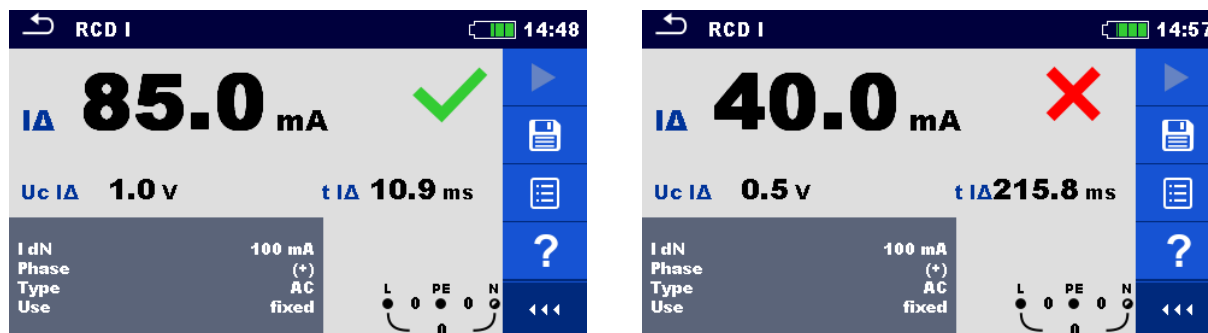 RCD I 14:48
IΔ 85.0 mA
Uc IΔ 1.0 V t IΔ 10.9 ms
I dN 100 mA
Phase (+)
Type AC
Use fixed
L PE N
0 0
0
?
RCD I 14:57
IΔ 40.0 mA
Uc IΔ 0.5 V t IΔ 215.8 ms
I dN 100 mA
Phase (+)
Type AC
Use fixed
L PE N
0 0
0
?